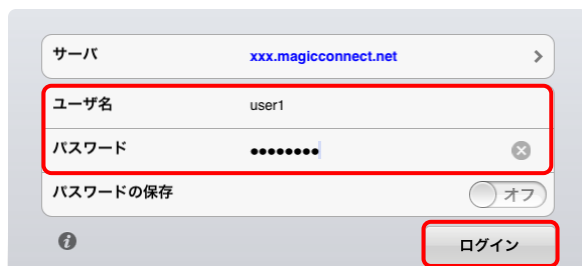 サーバ xxx.magicconnect.net
ユーザ名 user1
パスワード ••••••••
パスワードの保存 オフ
ログイン